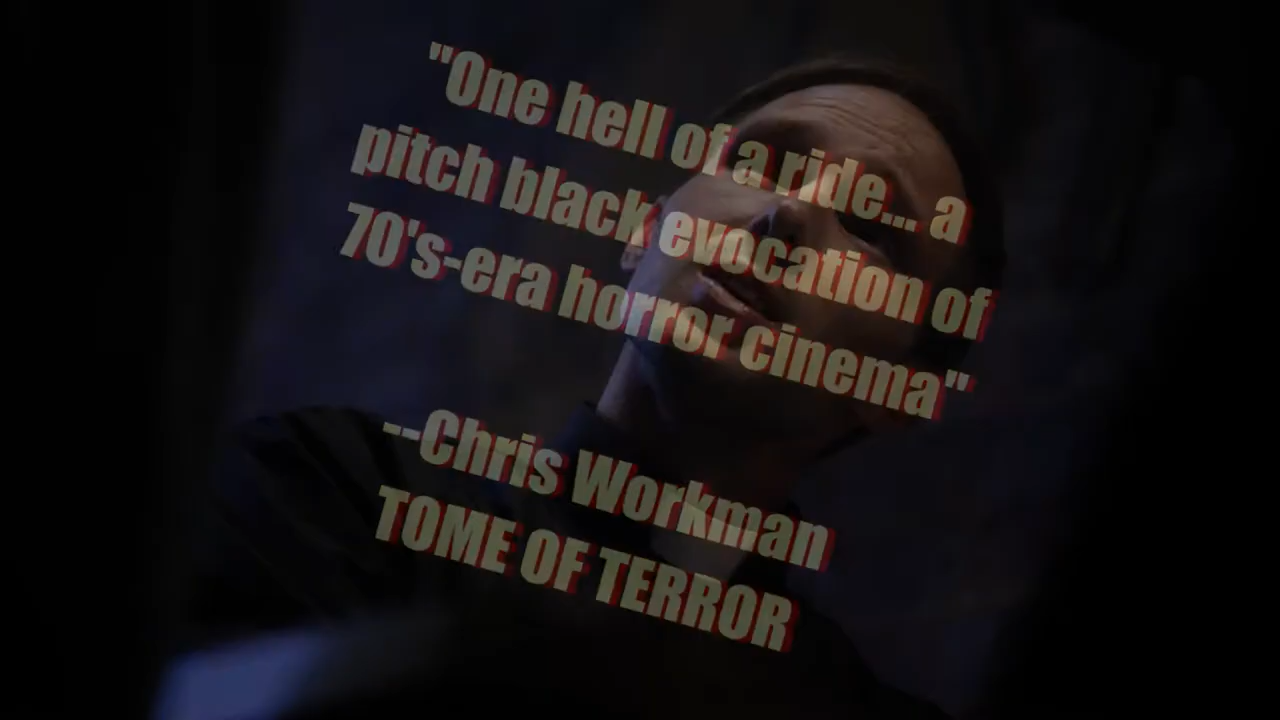 "One hell of a ride... a
pitch black evocation of
70's-era horror cinema"
--Chris Workman
TOME OF TERROR